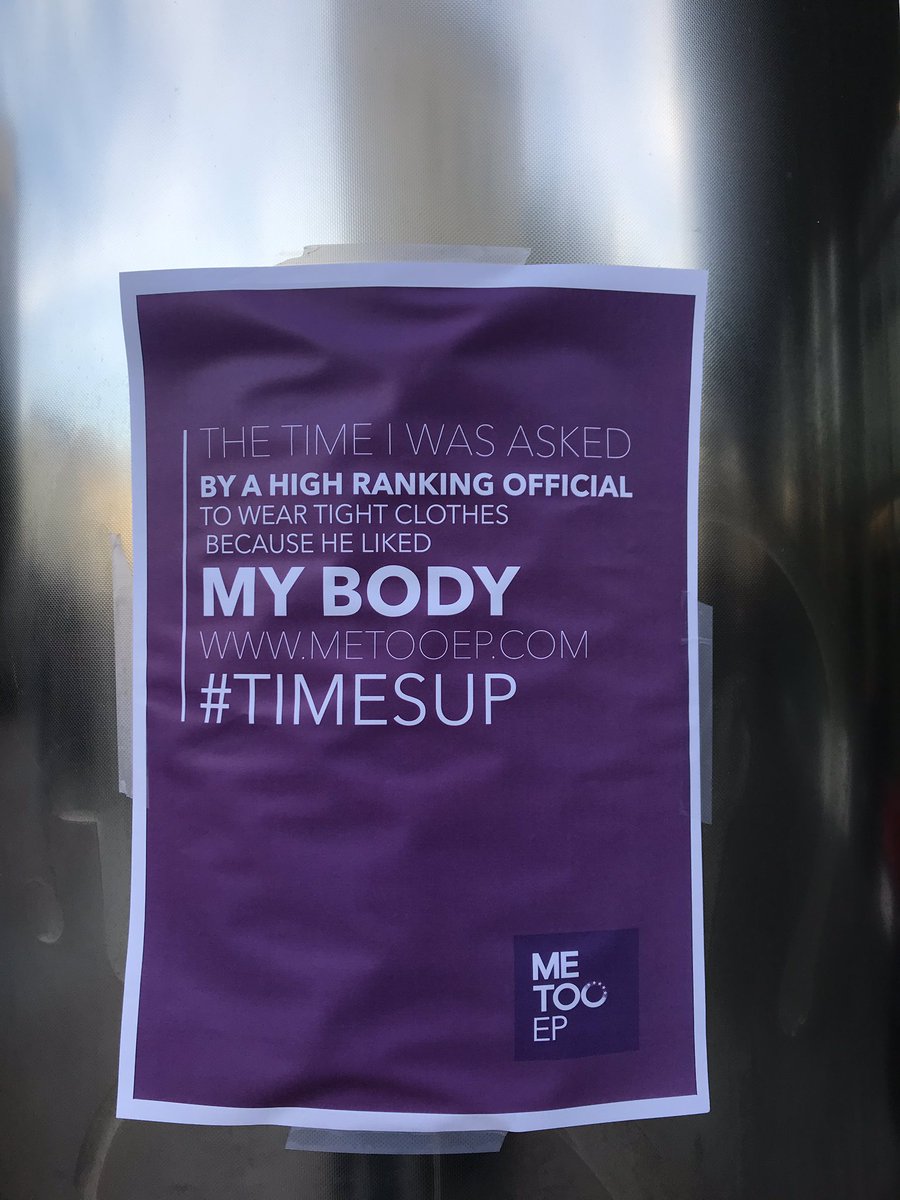 THE TIME I WAS ASKED
BY A HIGH RANKING OFFICIAL
TO WEAR TIGHT CLOTHES
BECAUSE HE LIKED
MY BODY
WWW.METOOEP.COM
#TIMESUP
ME
TOO
EP